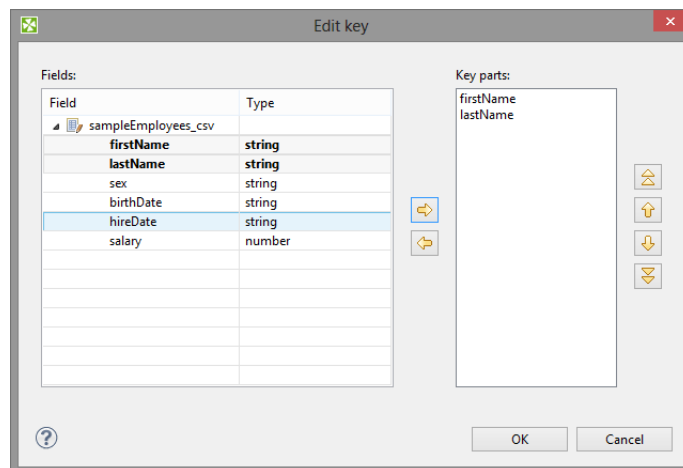 Edit key
Fields:
Key parts:
Field Type
sampleEmployees_csv
firstName string
lastName string
sex string
birthDate string
hireDate string
salary number
firstName
lastName
OK Cancel